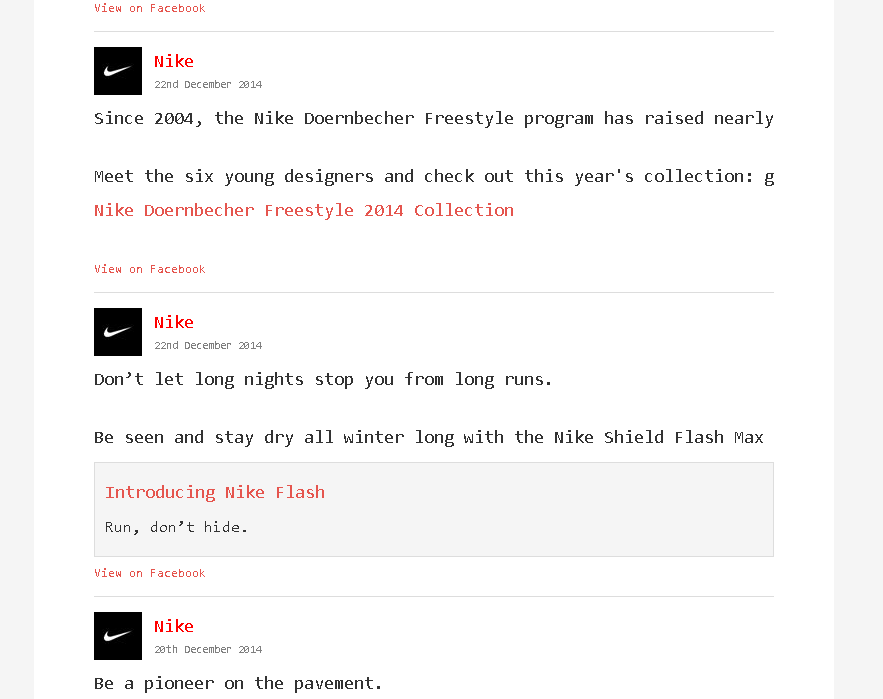 View on Facebook
Nike
22nd December 2014
Since 2004, the Nike Doernbecher Freestyle program has raised nearly
Meet the six young designers and check out this year's collection: g
Nike Doernbecher Freestyle 2014 Collection
View on Facebook
Nike
22nd December 2014
Don’t let long nights stop you from long runs.
Be seen and stay dry all winter long with the Nike Shield Flash Max
Introducing Nike Flash
Run, don’t hide.
View on Facebook
Nike
20th December 2014
Be a pioneer on the pavement.